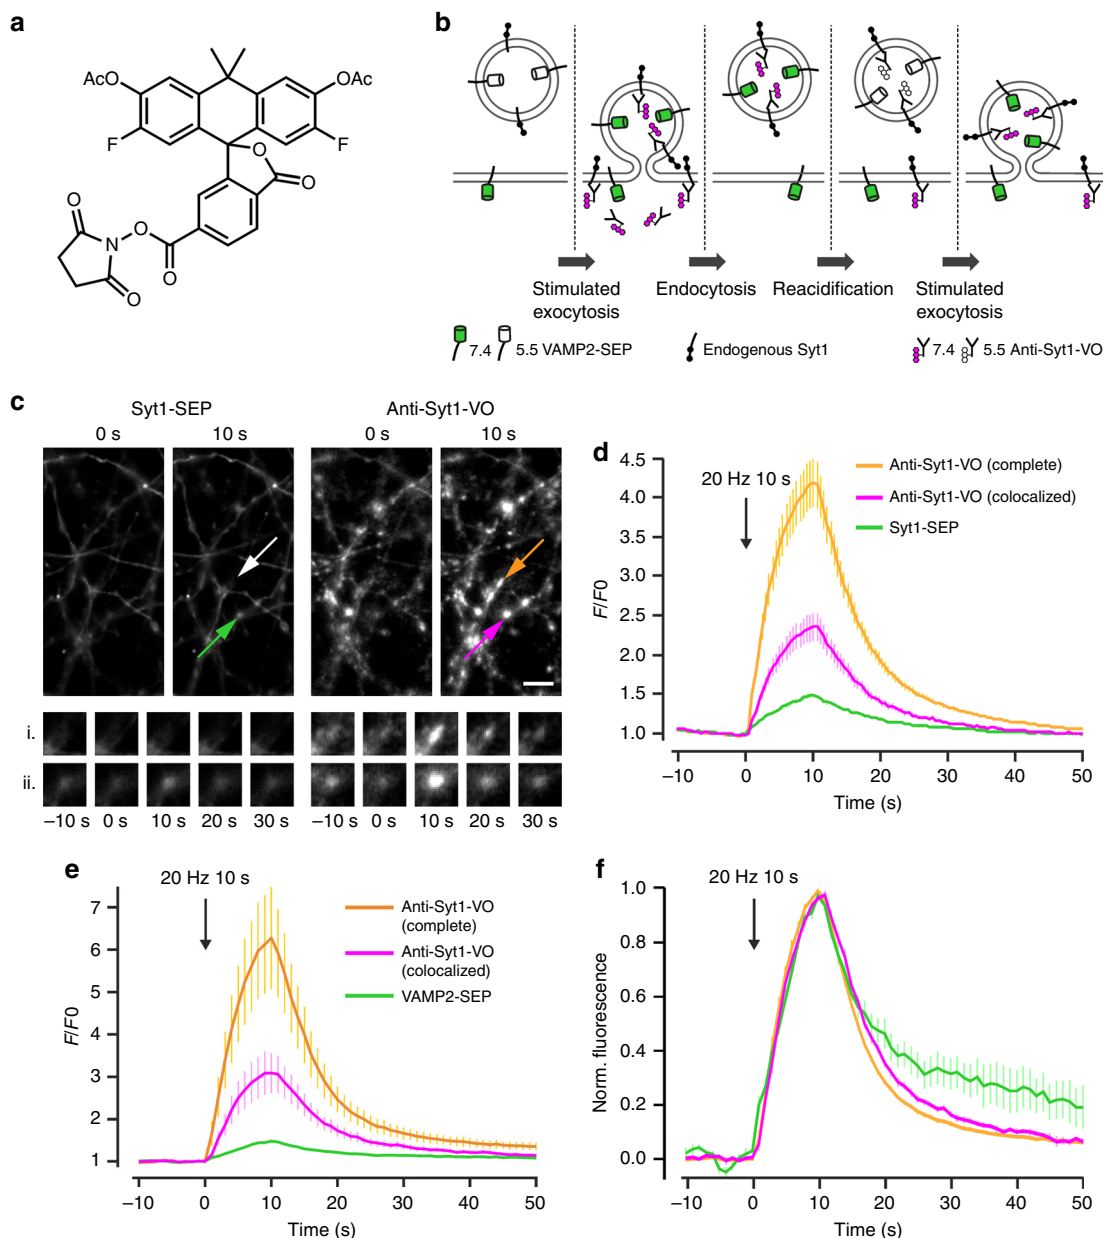 a
AcO
OAc
F
F
O
O
O
O
O
N
O
O
b
Stimulated
exocytosis
Endocytosis
Reacidification
Stimulated
exocytosis
7.4
5.5 VAMP2-SEP
Endogenous Syt1
7.4
5.5 Anti-Syt1-VO
c
Syt1-SEP
Anti-Syt1-VO
0 s
10 s
0 s
10 s
i.
ii.
–10 s
0 s
10 s
20 s
30 s
–10 s
0 s
10 s
20 s
30 s
d
4.5
4.0
3.5
3.0
2.5
2.0
1.5
1.0
F/F0
20 Hz 10 s
Anti-Syt1-VO (complete)
Anti-Syt1-VO (colocalized)
Syt1-SEP
–10
0
10
20
30
40
50
Time (s)
e
20 Hz 10 s
7
6
5
4
3
2
1
F/F0
Anti-Syt1-VO
(complete)
Anti-Syt1-VO
(colocalized)
VAMP2-SEP
–10
0
10
20
30
40
50
Time (s)
f
20 Hz 10 s
1.0
0.8
0.6
0.4
0.2
0.0
Norm. fluorescence
–10
0
10
20
30
40
50
Time (s)